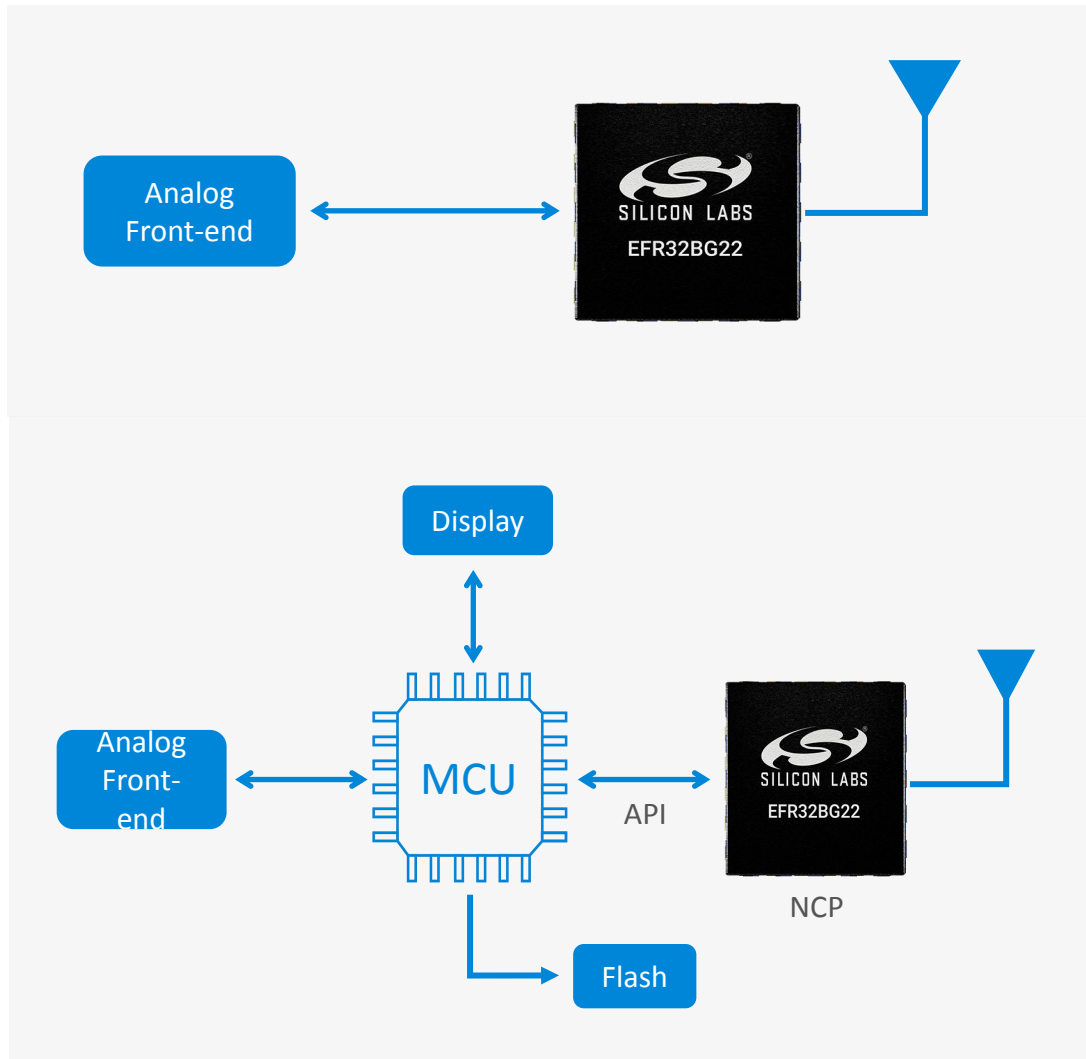 Analog
Front-end
SILICON LABS
EFR32BG22
Display
Analog
Front-
end
MCU
API
SILICON LABS
EFR32BG22
NCP
Flash